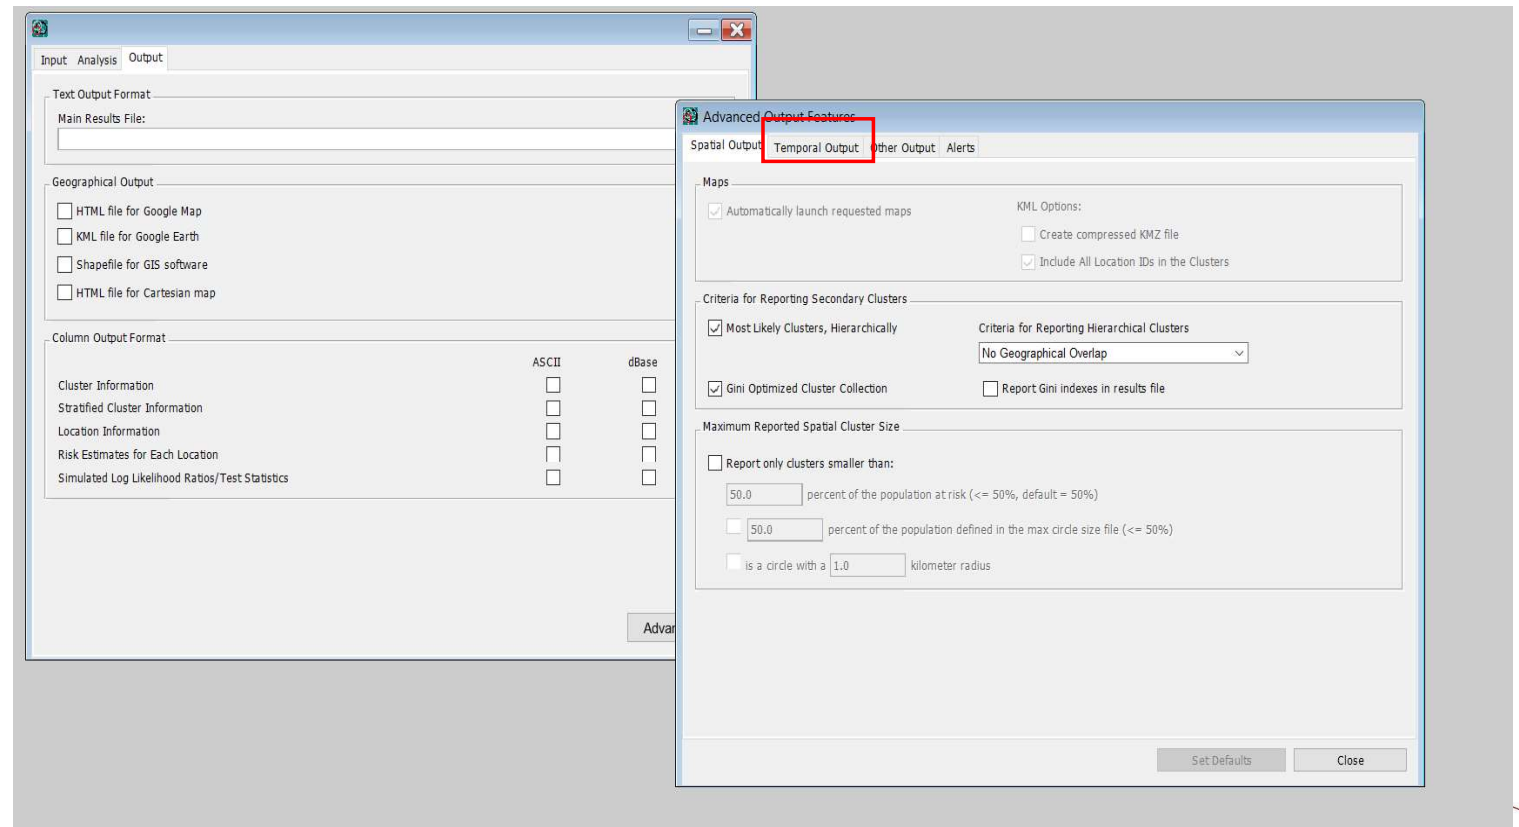 Input Analysis Output
Text Output Format
Main Results File:
Geographical Output
HTML file for Google Map
KML file for Google Earth
Shapefile for GIS software
HTML file for Cartesian map
Column Output Format
ASCII dBase
Cluster Information
Stratified Cluster Information
Location Information
Risk Estimates for Each Location
Simulated Log Likelihood Ratios/Test Statistics
Advan
Advanced Output Features
Spatial Output Temporal Output Other Output Alerts
Maps
Automatically launch requested maps
KML Options:
Create compressed KMZ file
Include All Location IDs in the Clusters
Criteria for Reporting Secondary Clusters
Most Likely Clusters, Hierarchically
Criteria for Reporting Hierarchical Clusters
No Geographical Overlap
Gini Optimized Cluster Collection
Report Gini indexes in results file
Maximum Reported Spatial Cluster Size
Report only clusters smaller than:
50.0 percent of the population at risk (<= 50%, default = 50%)
50.0 percent of the population defined in the max circle size file (<= 50%)
is a circle with a 1.0 kilometer radius
Set Defaults Close